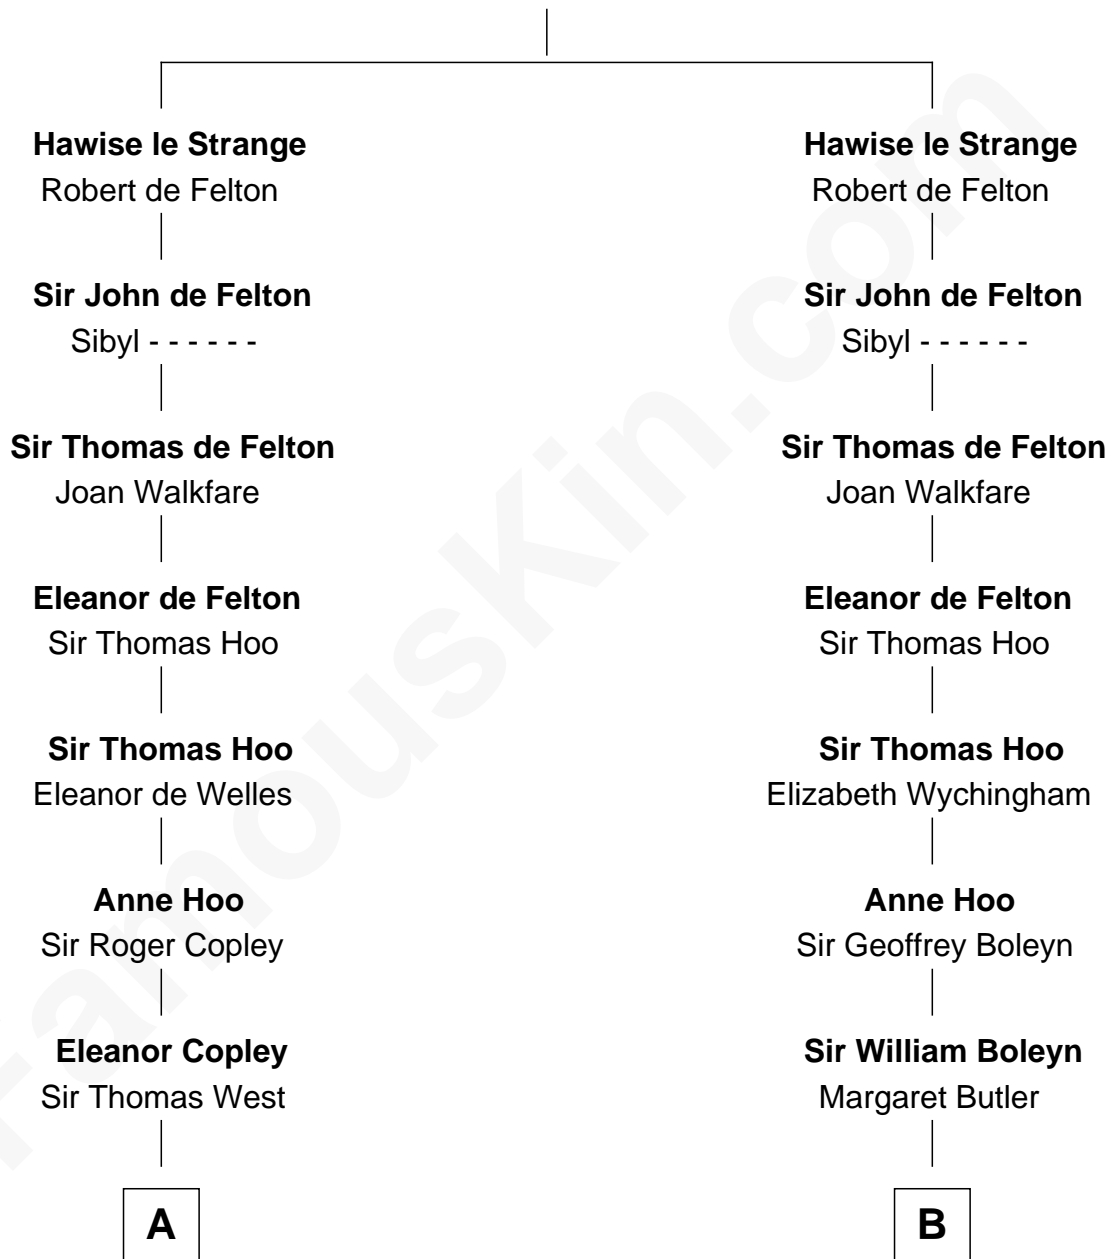 Hawise le Strange
Robert de Felton
Sir John de Felton
Sibyl - - - - - -
Sir Thomas de Felton
Joan Walkfare
Eleanor de Felton
Sir Thomas Hoo
Sir Thomas Hoo
Eleanor de Welles
Anne Hoo
Sir Roger Copley
Eleanor Copley
Sir Thomas West
A
Hawise le Strange
Robert de Felton
Sir John de Felton
Sibyl - - - - - -
Sir Thomas de Felton
Joan Walkfare
Eleanor de Felton
Sir Thomas Hoo
Sir Thomas Hoo
Elizabeth Wychingham
Anne Hoo
Sir Geoffrey Boleyn
Sir William Boleyn
Margaret Butler
B
FamousKin.com